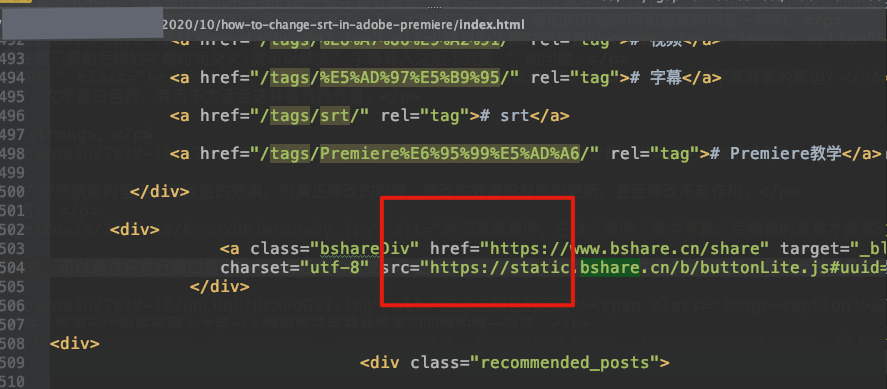 2020/10/how-to-change-srt-in-adobe-premiere/index.html
492 <a href="/tags/%E8%A7%86%E9%A2%91/" rel="tag"># 视频</a>
493
494 <a href="/tags/%E5%AD%97%E5%B9%95/" rel="tag"># 字幕</a>
495
496 <a href="/tags/srt/" rel="tag"># srt</a>
497
498 <a href="/tags/Premiere%E6%95%99%E5%AD%A6/" rel="tag"># Premiere教学</a>
499
500 </div>
501
502 <div>
503 <a class="bshareDiv" href="https://www.bshare.cn/share" target="_bl
504 charset="utf-8" src="https://static.bshare.cn/b/buttonLite.js#uuid=
505 </div>
506
507
508 <div>
509 <div class="recommended_posts">
510